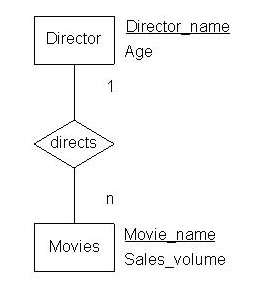 Director
Director_name
Age
1
directs
n
Movies
Movie_name
Sales_volume